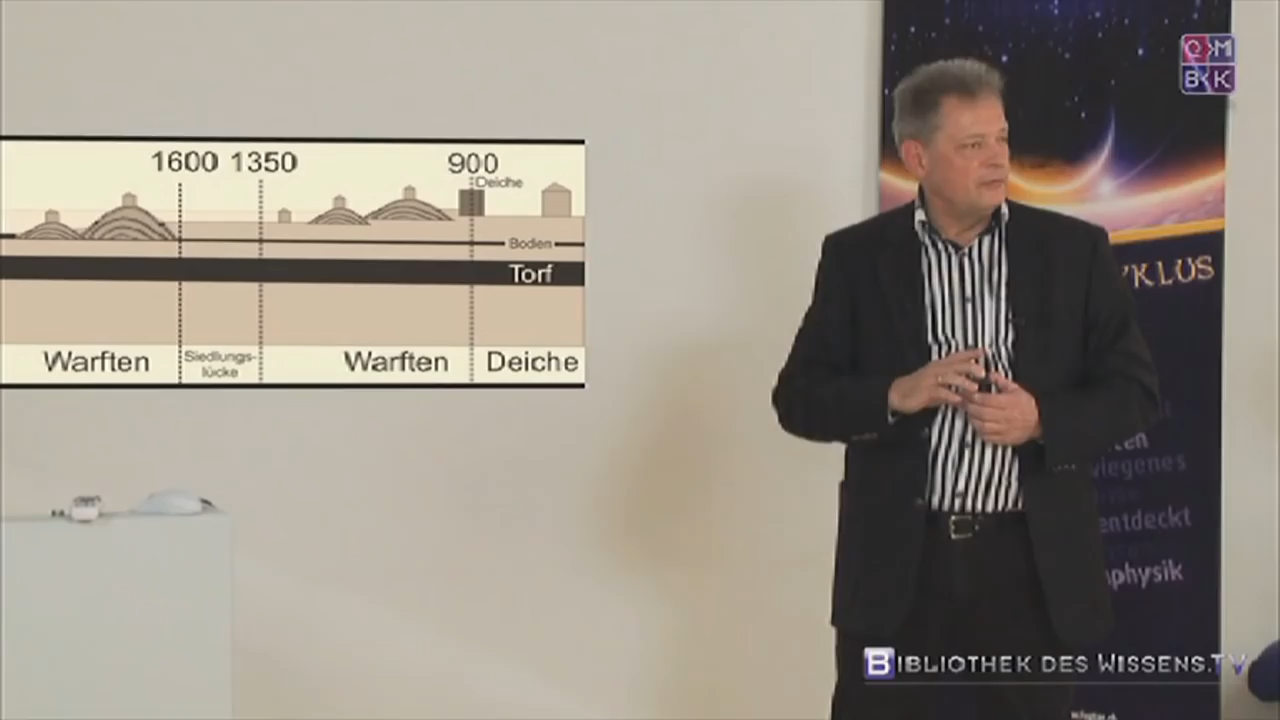 1600 1350 900
Deiche
Boden
Torf
Warften
Siedlungs-
lücke
Warften
Deiche
Q›M
B‹K
YKLUS
entdeckt
physik
BIBLIOTHEK DES WISSENS.TV